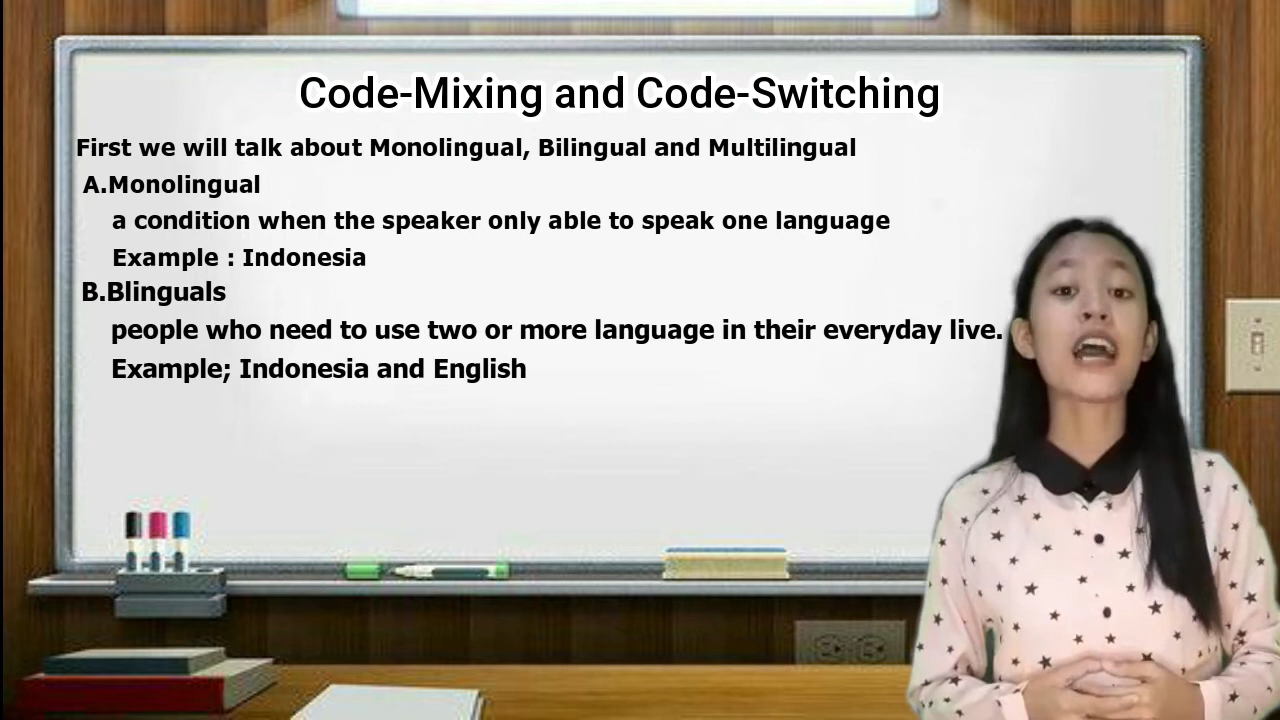 Code-Mixing and Code-Switching
First we will talk about Monolingual, Bilingual and Multilingual
A.Monolingual
a condition when the speaker only able to speak one language
Example : Indonesia
B.Blinguals
people who need to use two or more language in their everyday live.
Example; Indonesia and English